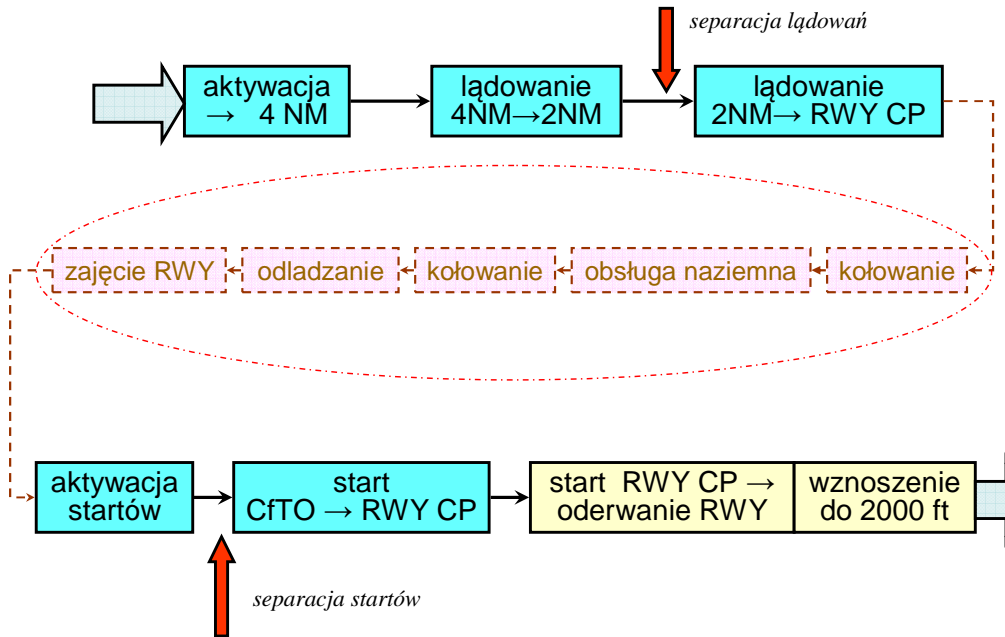 separacja lądowań
aktywacja
→ 4 NM
lądowanie
4NM→2NM
lądowanie
2NM→ RWY CP
zajęcie RWY
odladzanie
kołowanie
obsługa naziemna
kołowanie
aktywacja
startów
start
CfTO → RWY CP
start RWY CP →
oderwanie RWY
wznoszenie
do 2000 ft
separacja startów